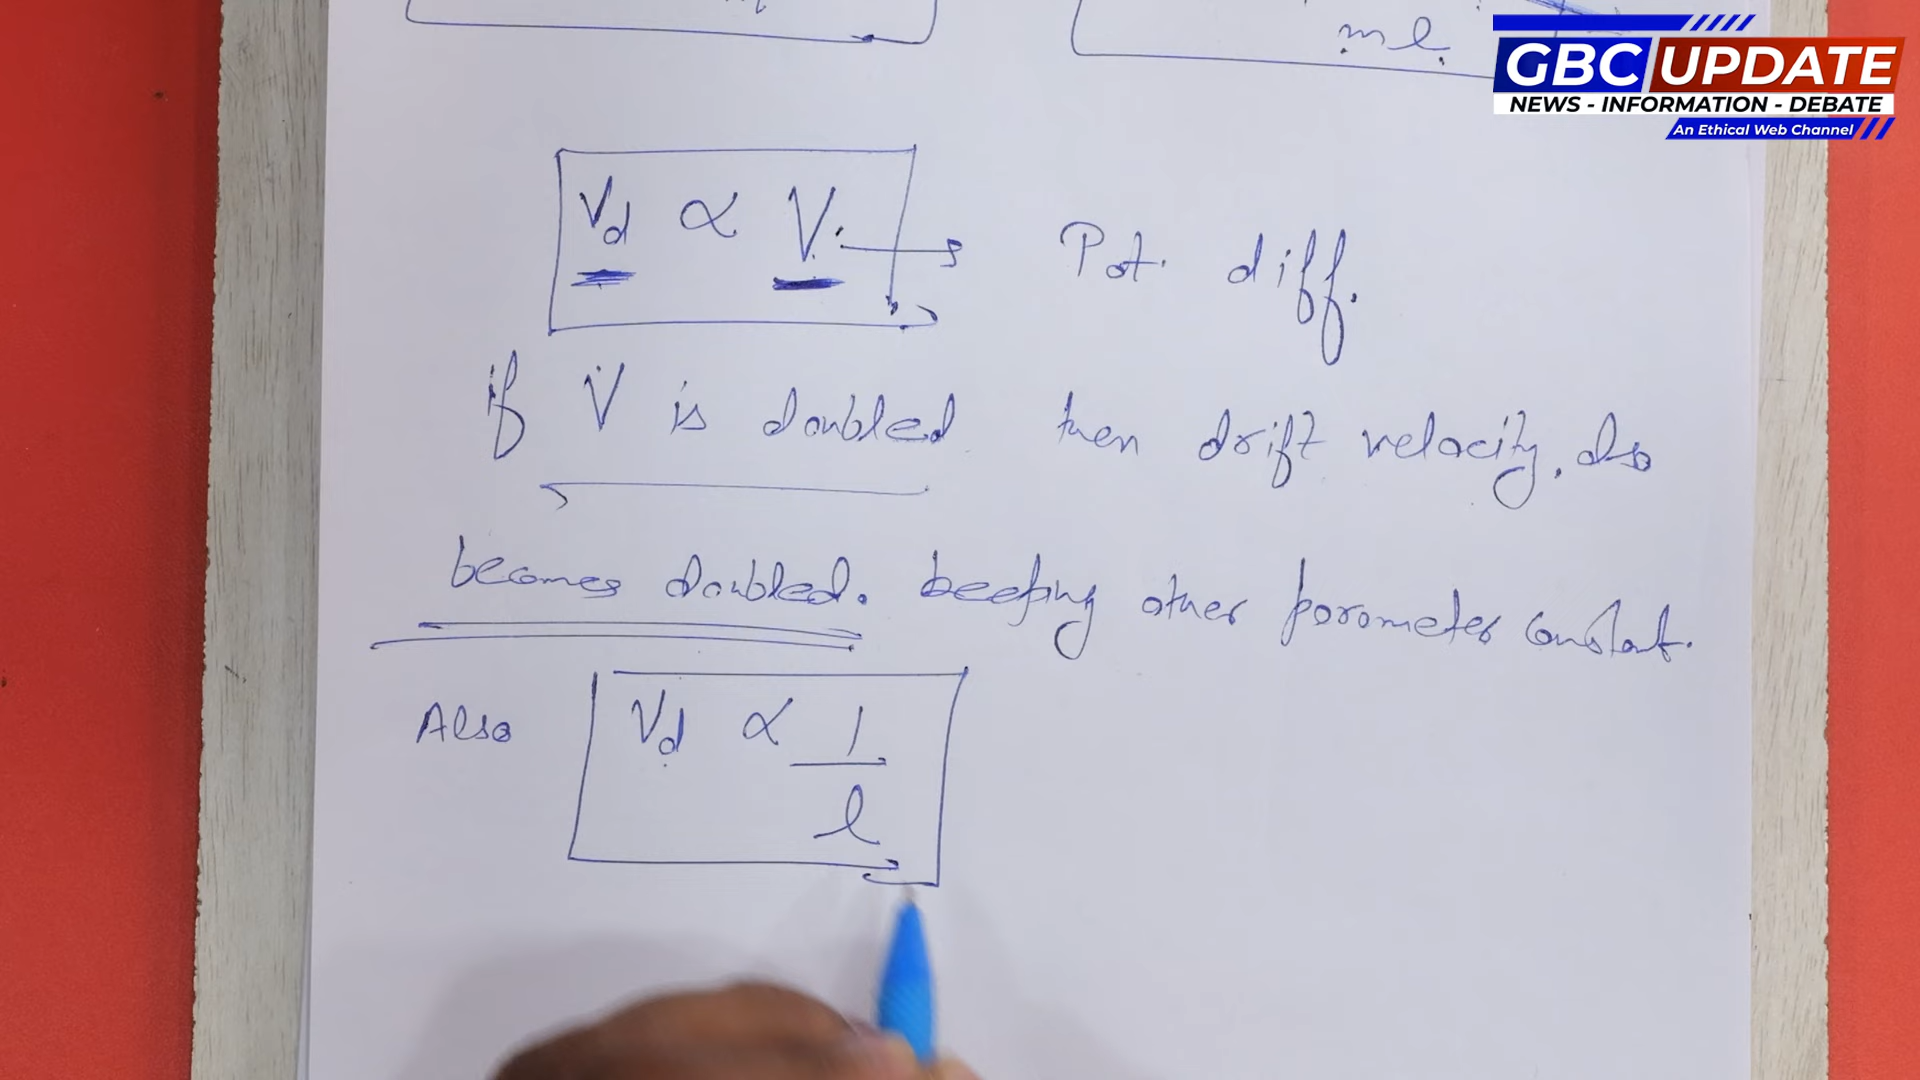 ml
GBC UPDATE
NEWS - INFORMATION - DEBATE
An Ethical Web Channel
Vd ∝ V → Pot. diff.
if V is doubled then drift velocity, also
becomes doubled. keeping other parameter constant.
Also Vd ∝ 1
l